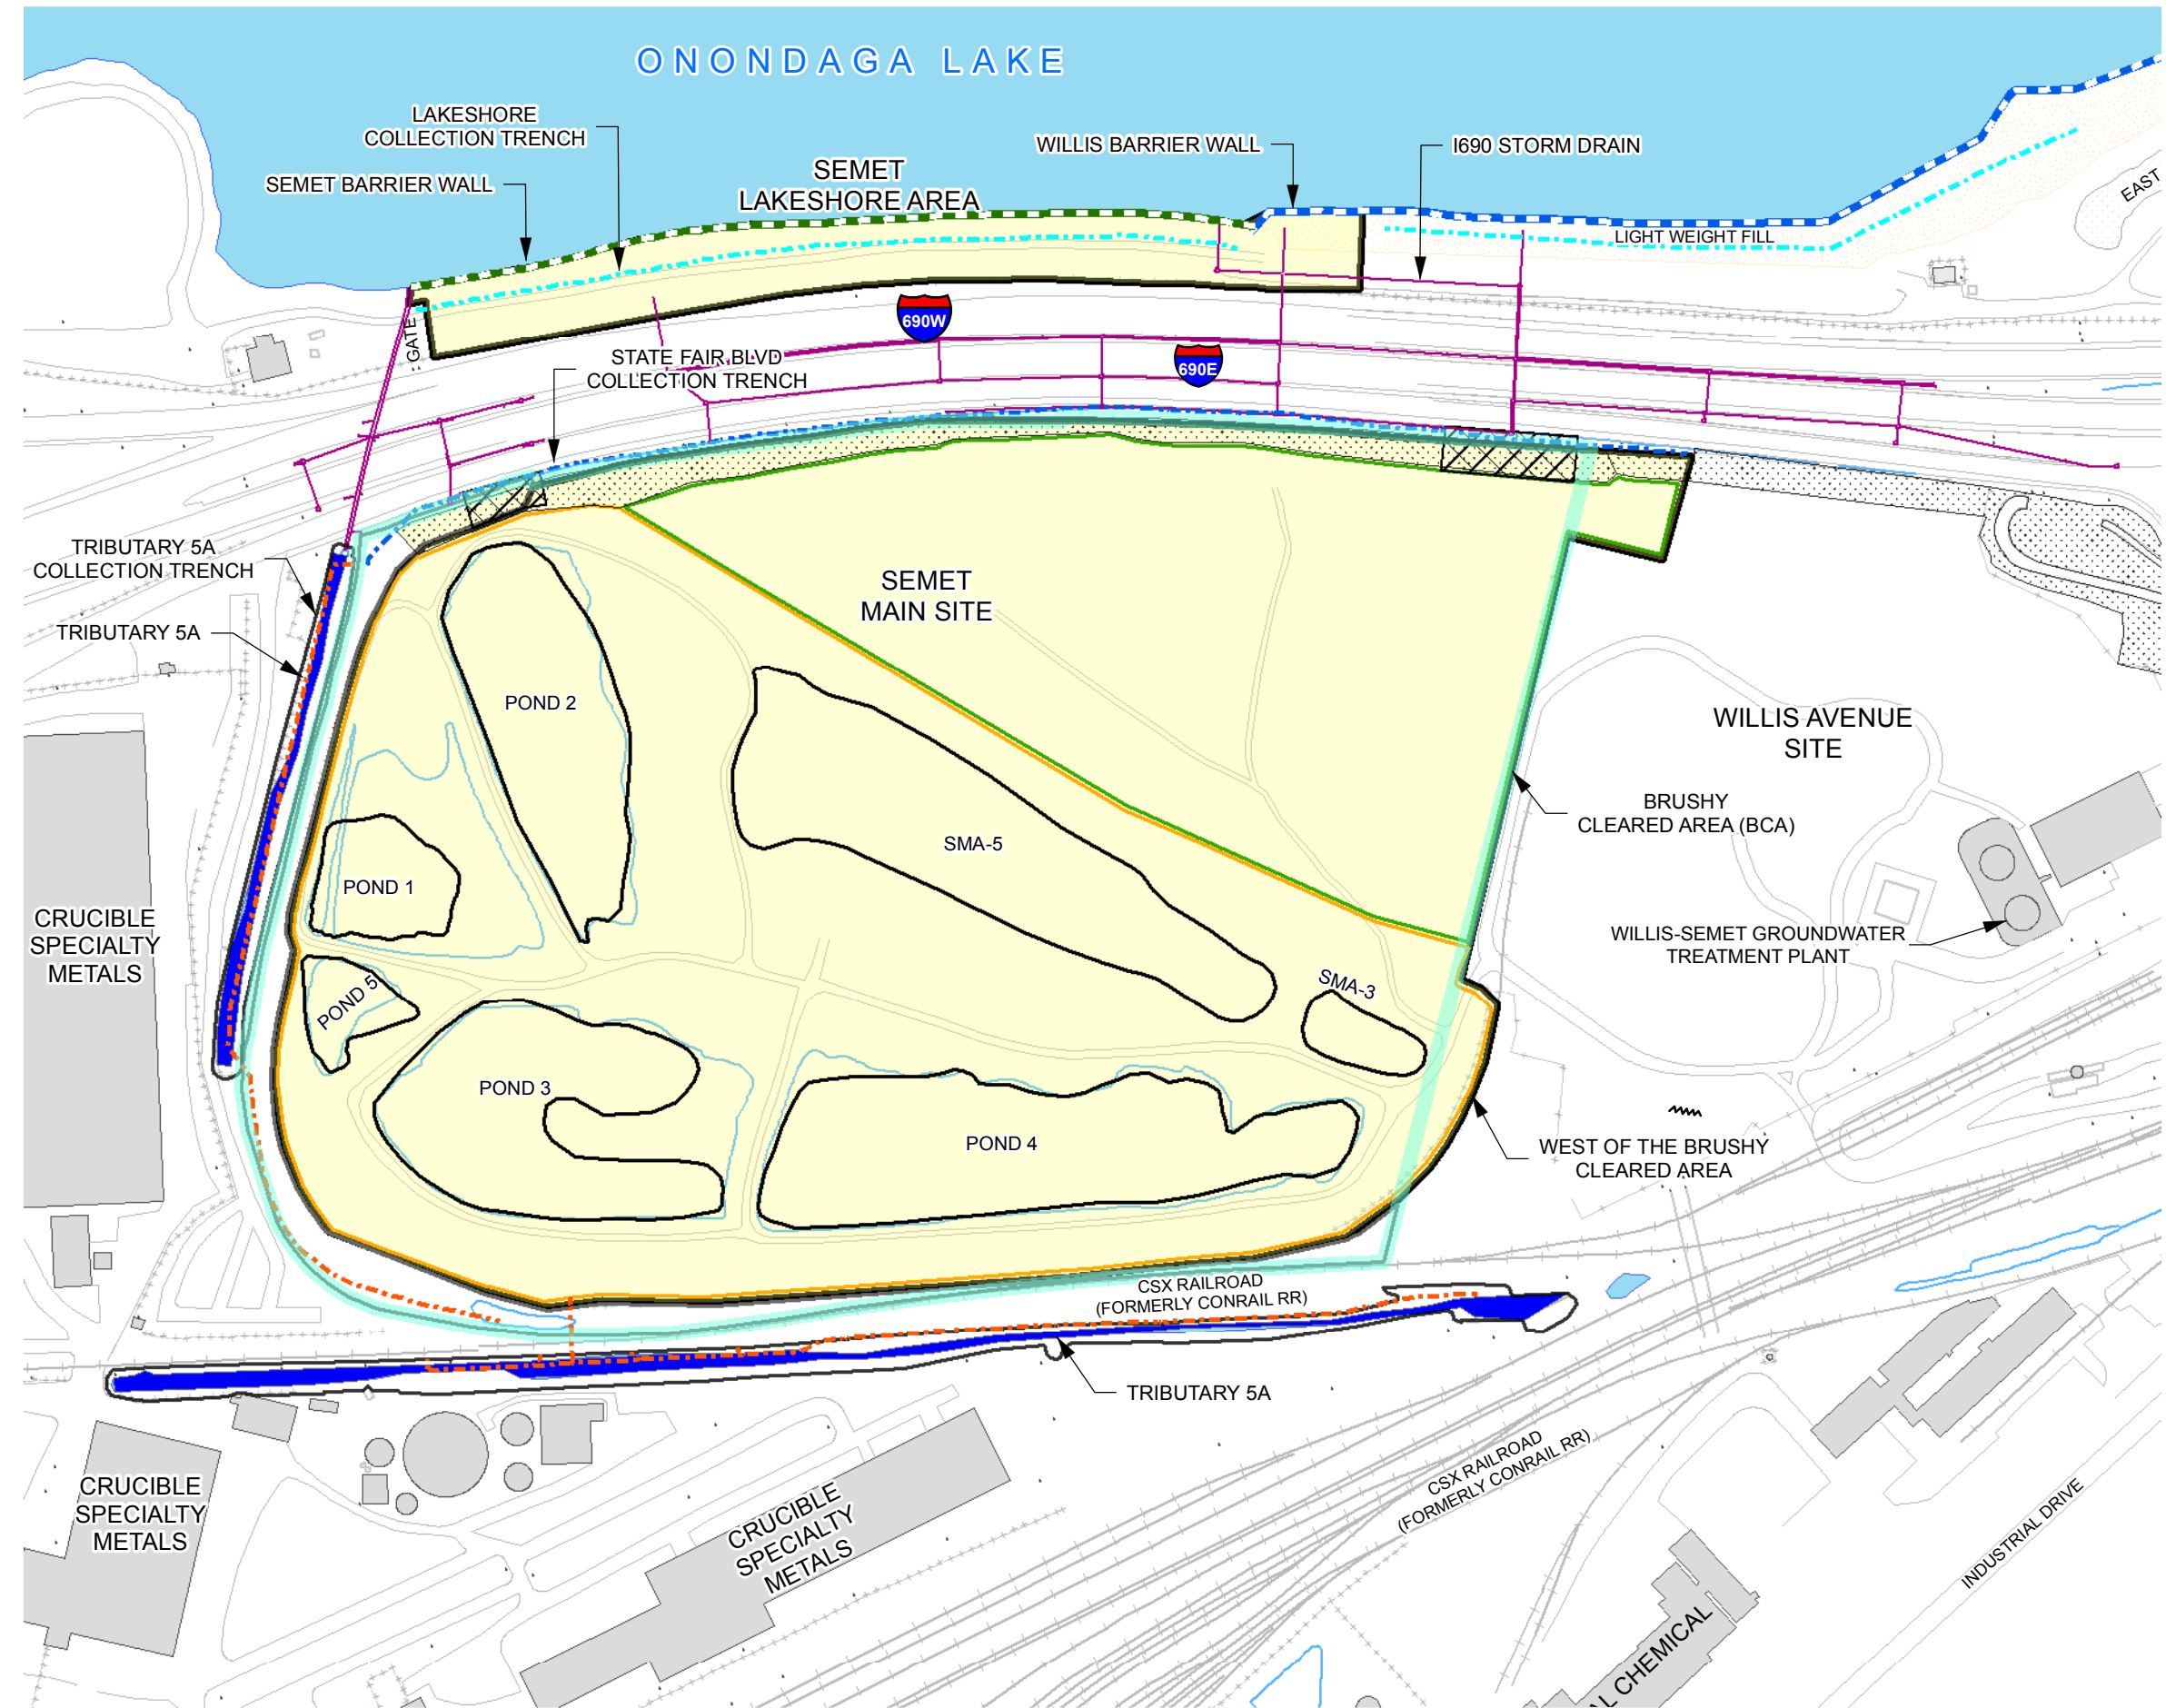 ONONDAGA LAKE
LAKESHORE
COLLECTION TRENCH
SEMET BARRIER WALL
SEMET
LAKESHORE AREA
WILLIS BARRIER WALL
I690 STORM DRAIN
EAST
LIGHT WEIGHT FILL
GATE
690W
690E
STATE FAIR BLVD
COLLECTION TRENCH
TRIBUTARY 5A
COLLECTION TRENCH
TRIBUTARY 5A
SEMET
MAIN SITE
POND 2
WILLIS AVENUE
SITE
BRUSHY
CLEARED AREA (BCA)
SMA-5
POND 1
CRUCIBLE
SPECIALTY
METALS
WILLIS-SEMET GROUNDWATER
TREATMENT PLANT
POND 5
SMA-3
POND 3
POND 4
WEST OF THE BRUSHY
CLEARED AREA
CSX RAILROAD
(FORMERLY CONRAIL RR)
TRIBUTARY 5A
CRUCIBLE
SPECIALTY
METALS
CRUCIBLE
SPECIALTY
METALS
CSX RAILROAD
(FORMERLY CONRAIL RR)
INDUSTRIAL DRIVE
AL CHEMICAL